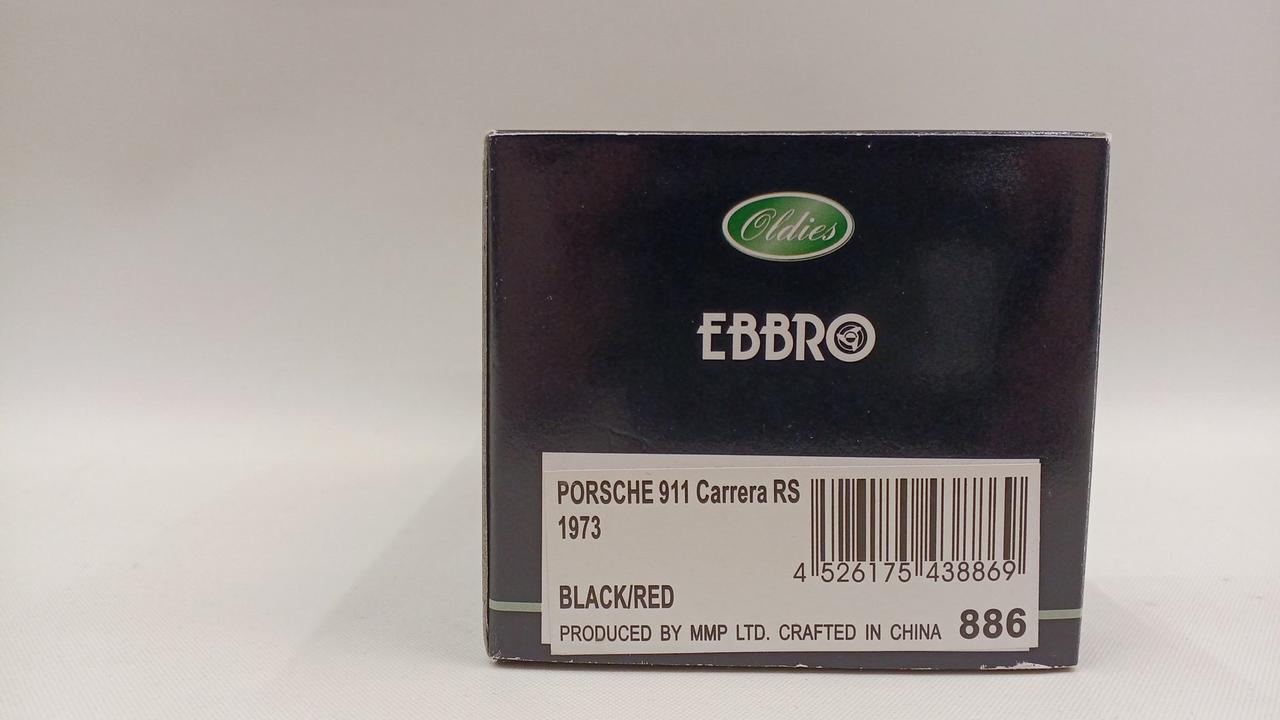 Oldies
EBBRO
PORSCHE 911 Carrera RS
1973
4 526175 438869
BLACK/RED
PRODUCED BY MMP LTD. CRAFTED IN CHINA 886